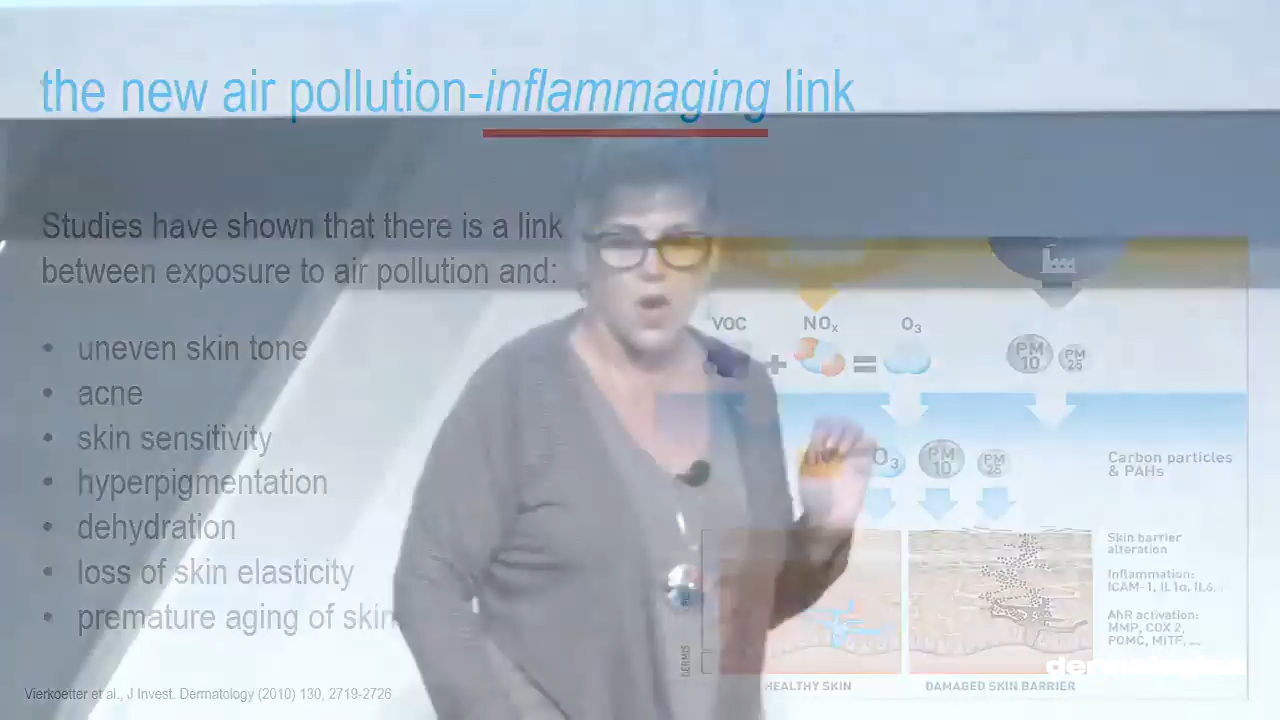 the new air pollution-inflammaging link
Studies have shown that there is a link
between exposure to air pollution and:
• uneven skin tone
• acne
• skin sensitivity
• hyperpigmentation
• dehydration
• loss of skin elasticity
• premature aging of skin
VOC
NOx
O3
+
=
PM
10
PM
25
O3
PM
10
PM
25
Carbon particles
& PAHs
Skin barrier
alteration
Inflammation:
ICAM-1, IL1α, IL6...
AhR activation:
MMP, COX 2,
POMC, MITF, ...
DERMIS
HEALTHY SKIN
DAMAGED SKIN BARRIER
Vierkoetter et al., J Invest. Dermatology (2010) 130, 2719-2726